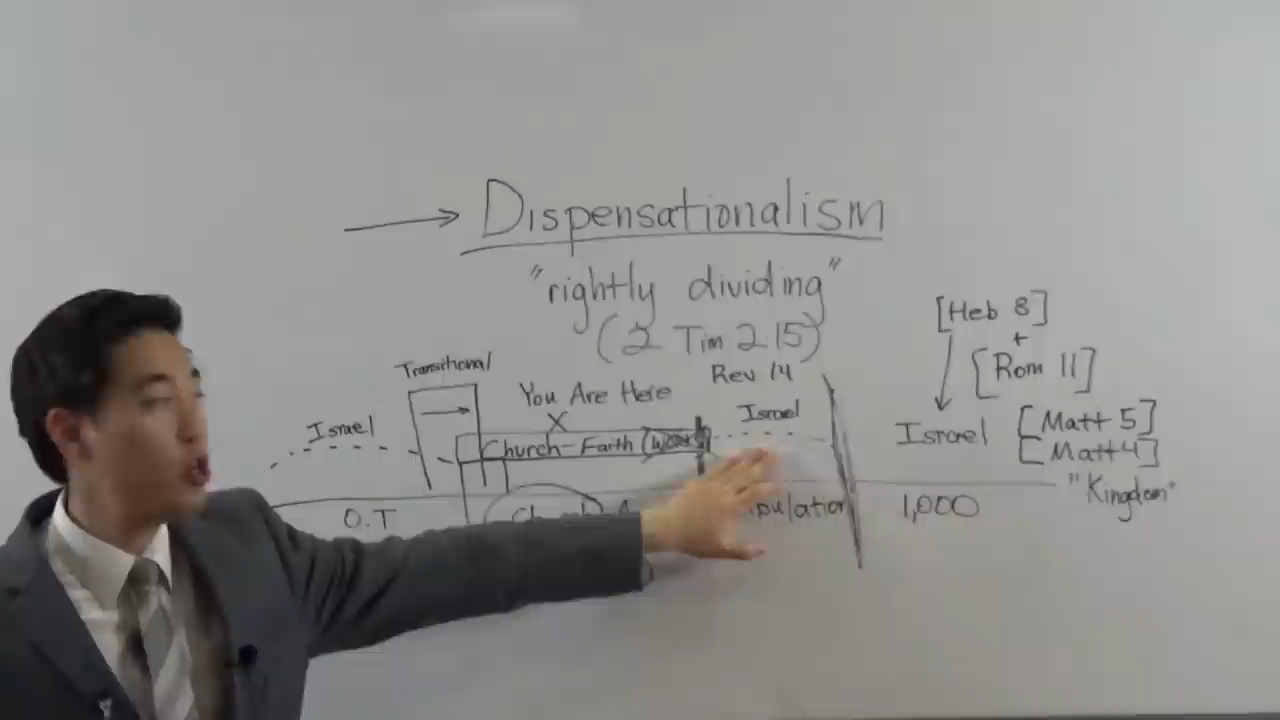 Dispensationalism
"rightly dividing"
(2 Tim 2 15)
[Heb 8]
+
[Rom 11]
Transitional
You Are Here
X
Rev 14
Israel
Israel
Israel
[Matt 5]
[Matt 4]
"Kingdom"
Church-Faith
O.T
1,000